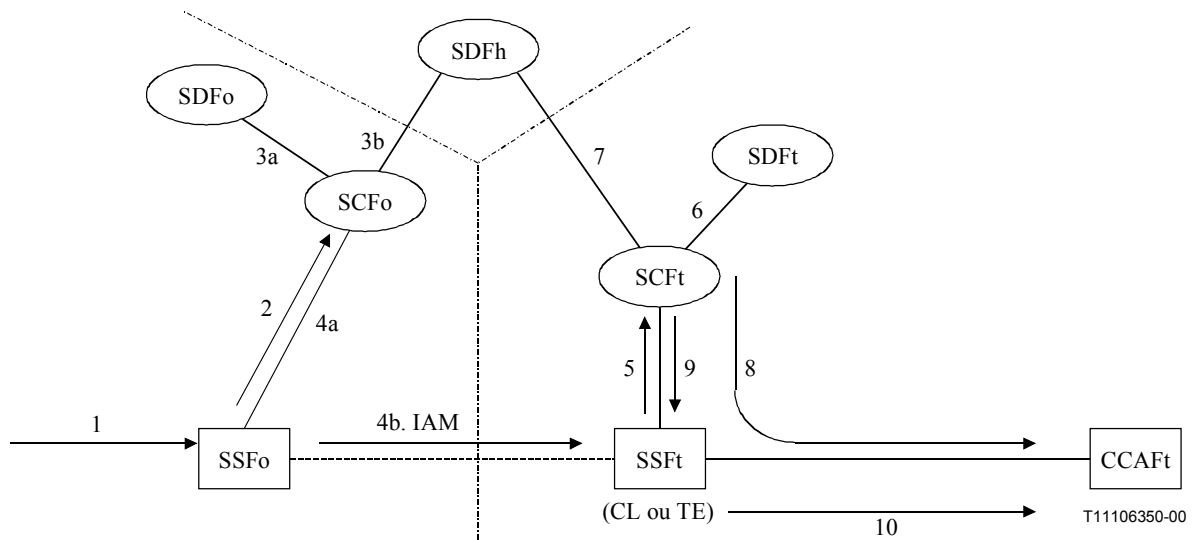 SDFh
SDFo
3a
3b
7
SDFt
SCFo
6
SCFt
2
4a
5
9
8
1
4b. IAM
SSFo
SSFt
CCAFt
(CL ou TE)
10
T11106350-00